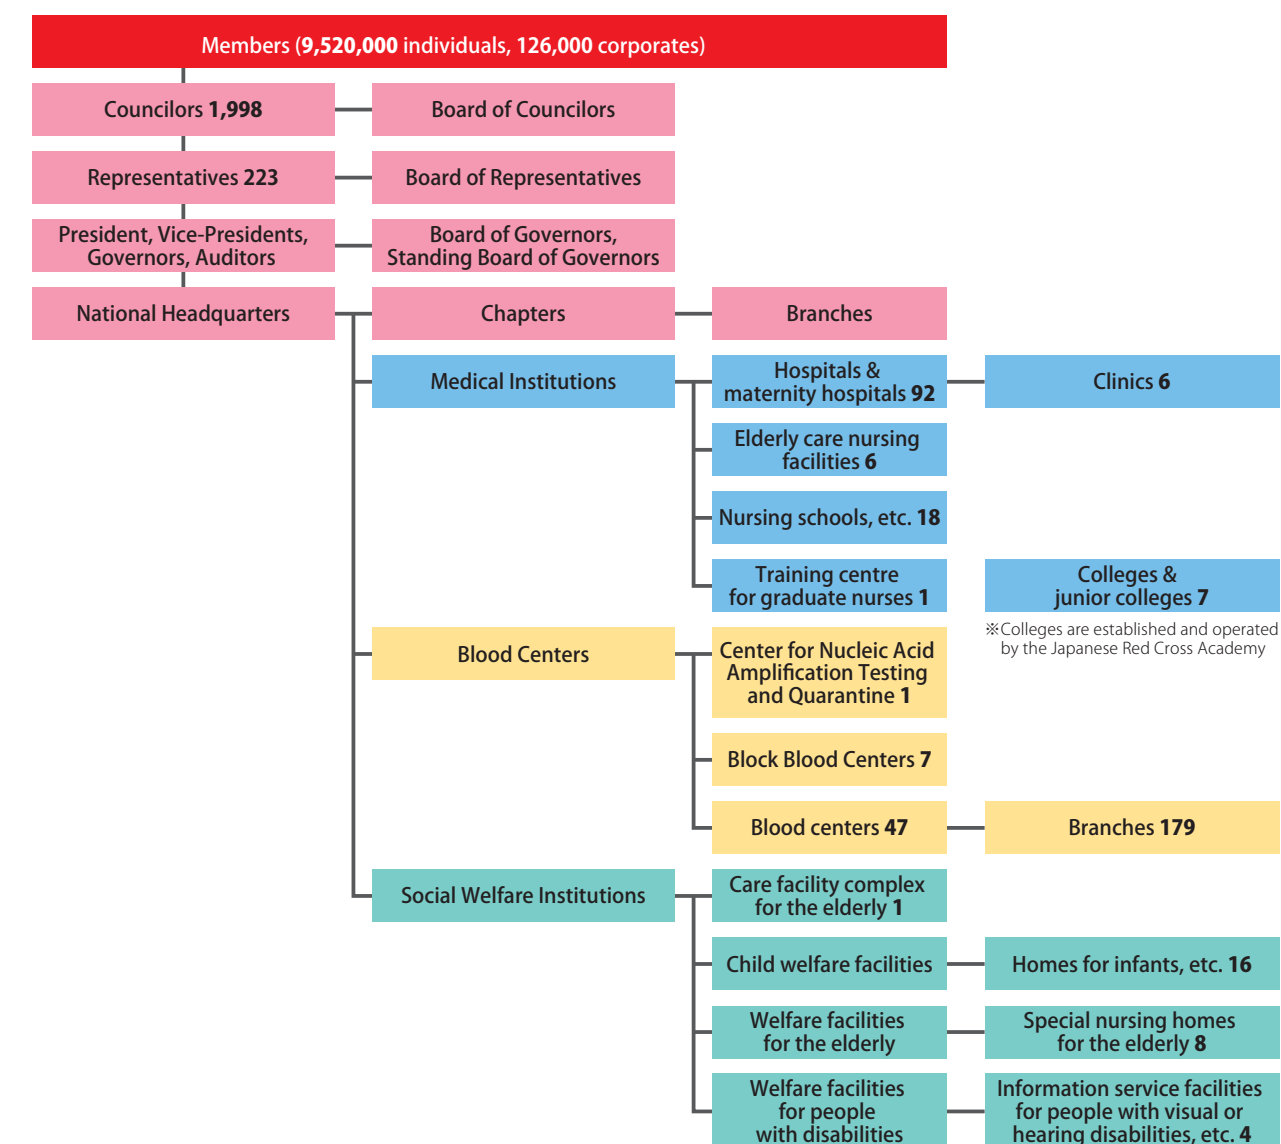 Members (9,520,000 individuals, 126,000 corporates)
Councilors 1,998
Board of Councilors
Representatives 223
Board of Representatives
President, Vice-Presidents,
Governors, Auditors
Board of Governors,
Standing Board of Governors
National Headquarters
Chapters
Branches
Medical Institutions
Hospitals &
maternity hospitals 92
Clinics 6
Elderly care nursing
facilities 6
Nursing schools, etc. 18
Training centre
for graduate nurses 1
Colleges &
junior colleges 7
※Colleges are established and operated
by the Japanese Red Cross Academy
Blood Centers
Center for Nucleic Acid
Amplification Testing
and Quarantine 1
Block Blood Centers 7
Blood centers 47
Branches 179
Social Welfare Institutions
Care facility complex
for the elderly 1
Child welfare facilities
Homes for infants, etc. 16
Welfare facilities
for the elderly
Special nursing homes
for the elderly 8
Welfare facilities
for people
with disabilities
Information service facilities
for people with visual or
hearing disabilities, etc. 4